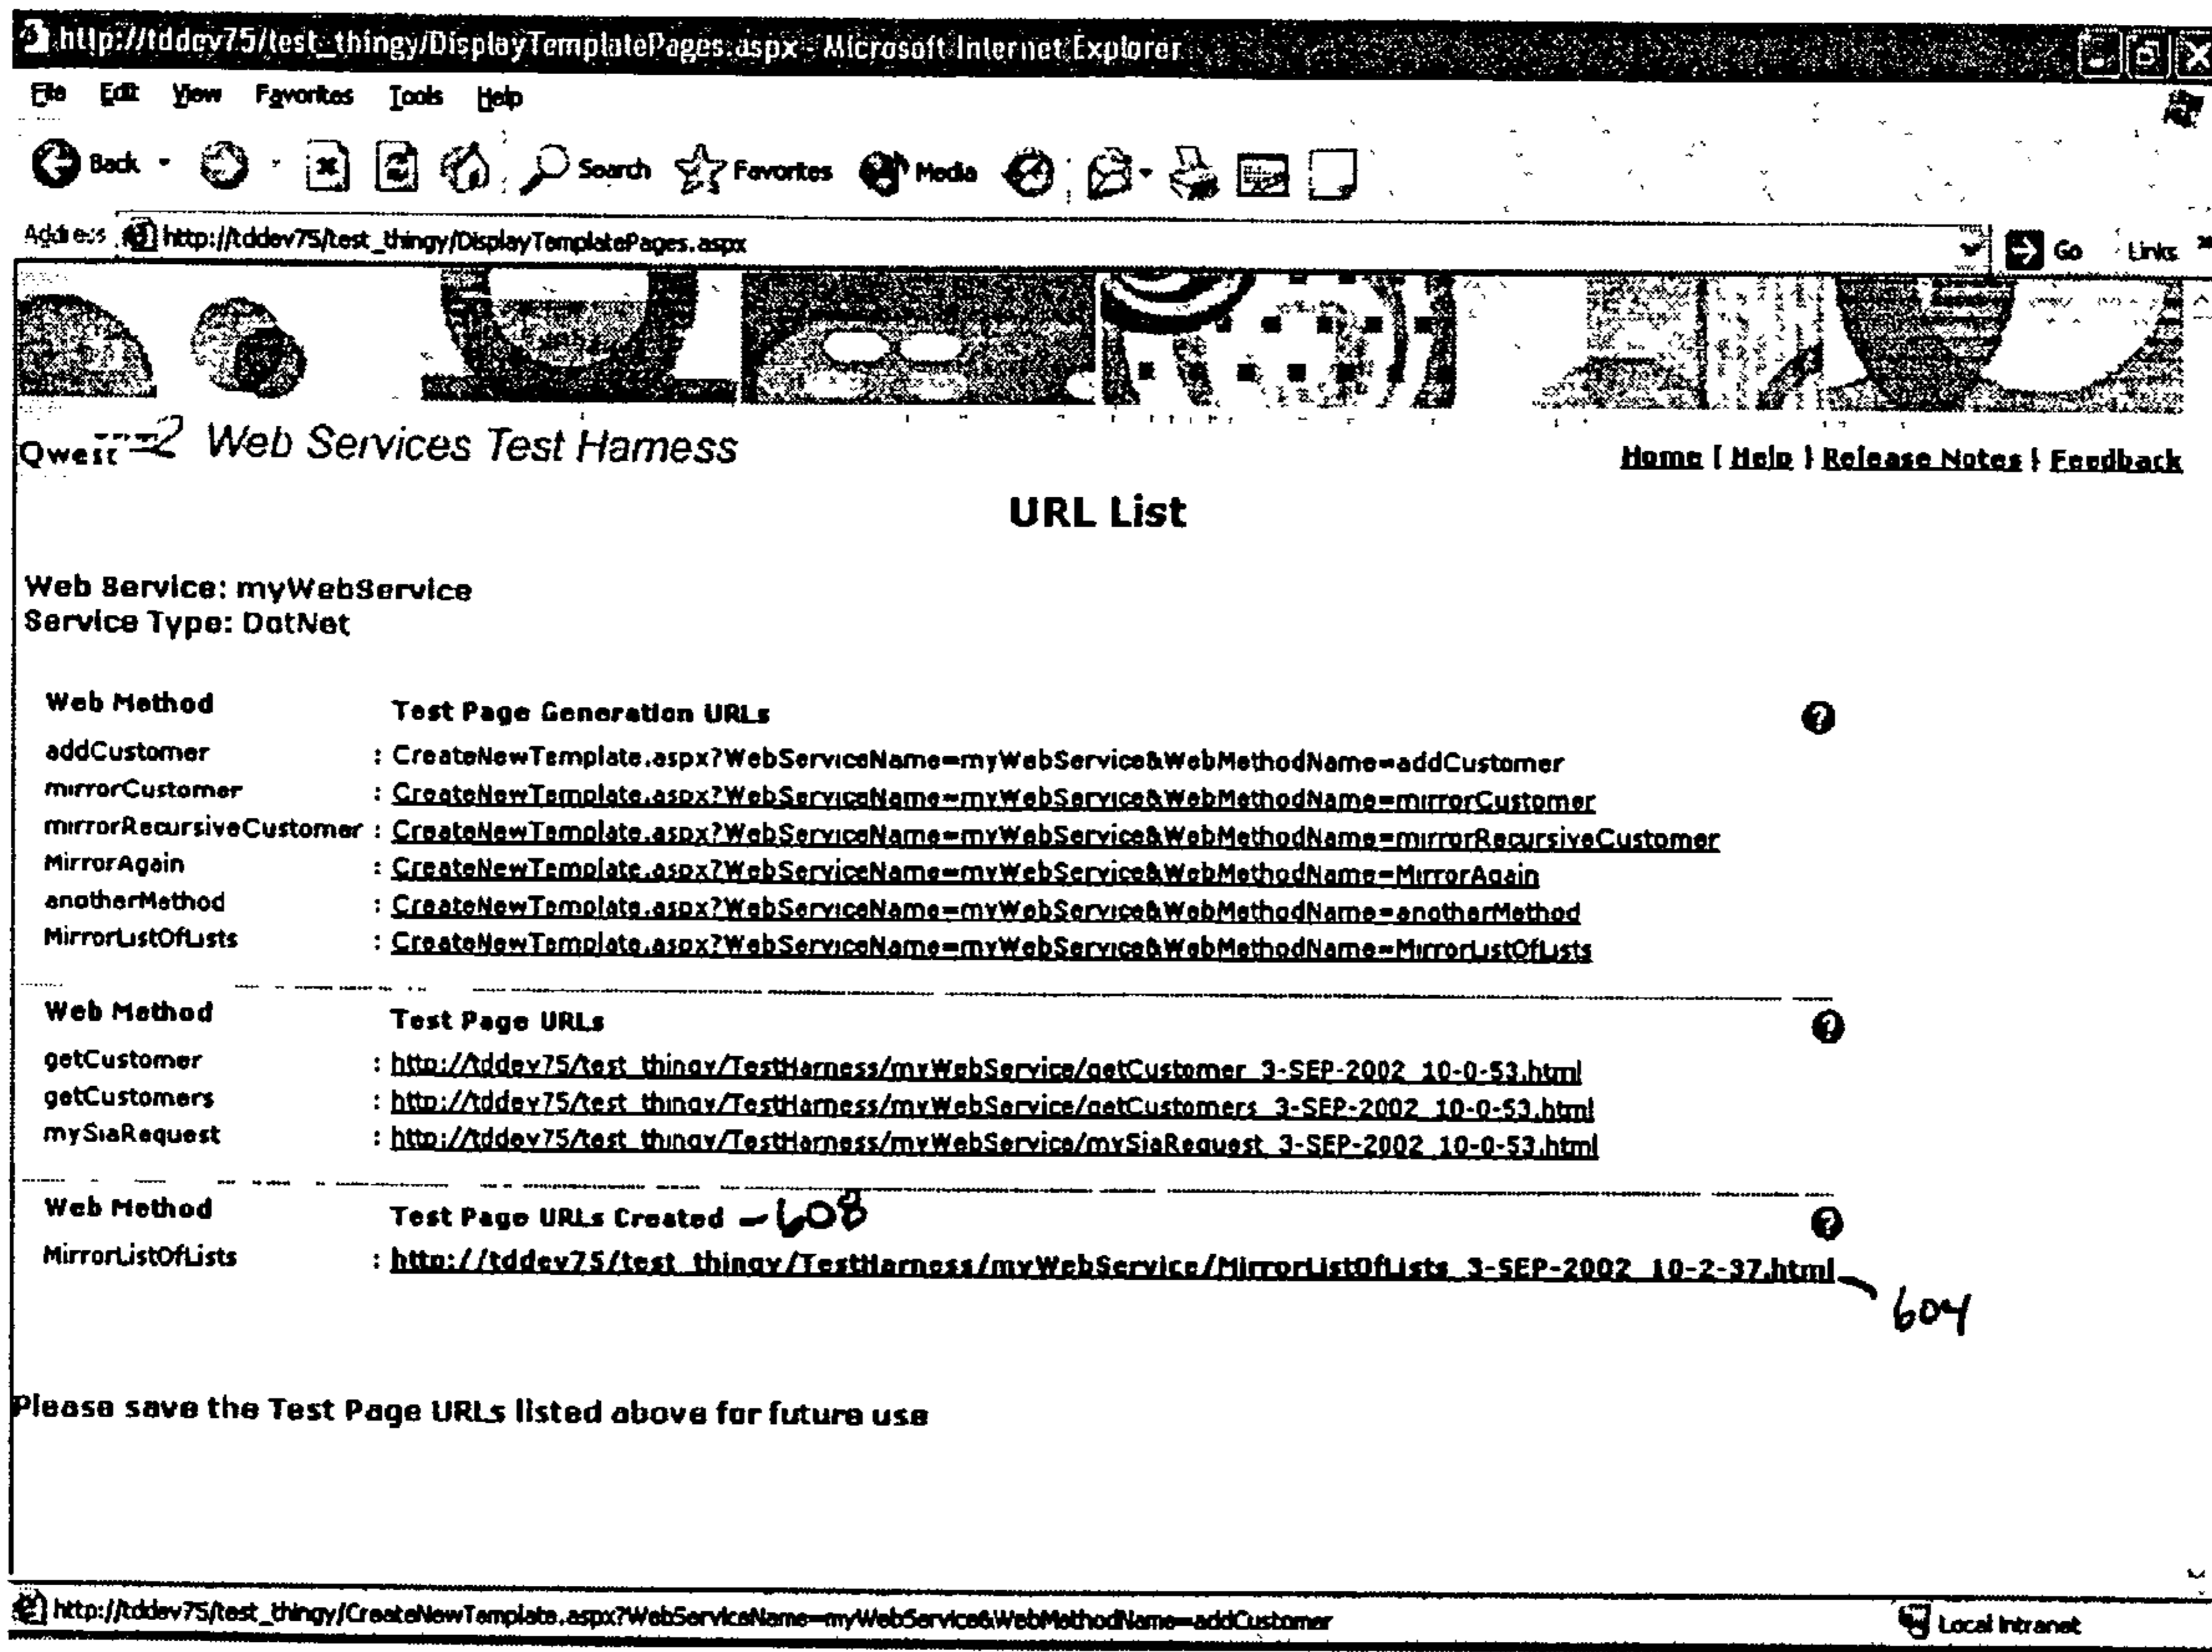 http://tddev75/test_thingy/DisplayTemplatePages.aspx - Microsoft Internet Explorer
File Edit View Favorites Tools Help
Back Search Favorites Media
Address http://tddev75/test_thingy/DisplayTemplatePages.aspx Go Links »
Qwest Web Services Test Harness
Home | Help | Release Notes | Feedback
URL List
Web Service: myWebService
Service Type: DotNet
Web Method Test Page Generation URLs ?
addCustomer : CreateNewTemplate.aspx?WebServiceName=myWebService&WebMethodName=addCustomer
mirrorCustomer : CreateNewTemplate.aspx?WebServiceName=myWebService&WebMethodName=mirrorCustomer
mirrorRecursiveCustomer : CreateNewTemplate.aspx?WebServiceName=myWebService&WebMethodName=mirrorRecursiveCustomer
MirrorAgain : CreateNewTemplate.aspx?WebServiceName=myWebService&WebMethodName=MirrorAgain
anotherMethod : CreateNewTemplate.aspx?WebServiceName=myWebService&WebMethodName=anotherMethod
MirrorListOfLists : CreateNewTemplate.aspx?WebServiceName=myWebService&WebMethodName=MirrorListOfLists
Web Method Test Page URLs ?
getCustomer : http://tddev75/test_thingy/TestHarness/myWebService/getCustomer_3-SEP-2002_10-0-53.html
getCustomers : http://tddev75/test_thingy/TestHarness/myWebService/getCustomers_3-SEP-2002_10-0-53.html
mySiaRequest : http://tddev75/test_thingy/TestHarness/myWebService/mySiaRequest_3-SEP-2002_10-0-53.html
Web Method Test Page URLs Created – 608 ?
MirrorListOfLists : http://tddev75/test_thingy/TestHarness/myWebService/MirrorListOfLists_3-SEP-2002_10-2-37.html
604
Please save the Test Page URLs listed above for future use
http://tddev75/test_thingy/CreateNewTemplate.aspx?WebServiceName=myWebService&WebMethodName=addCustomer Local intranet